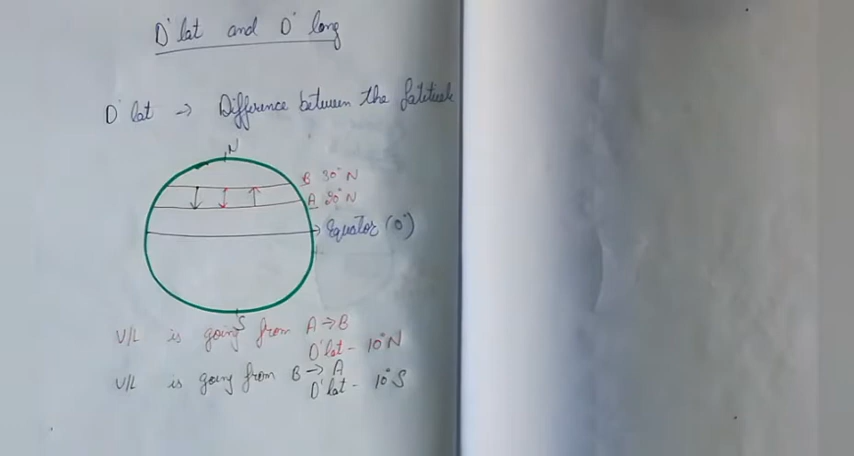 D'lat and D'long
D'lat → Difference between the latitude
N
B 30°N
A 20°N
Equator (0°)
S
V/L is going from A→B
D'lat - 10°N
V/L is going from B→A
D'lat - 10°S